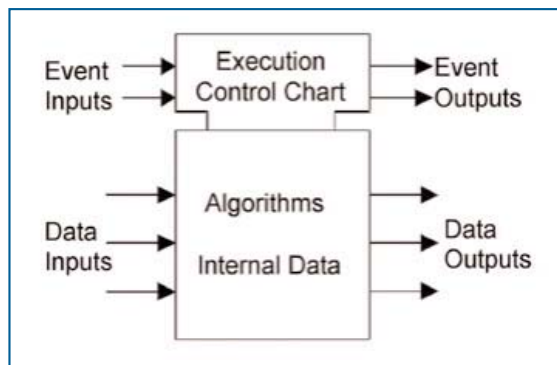 Event
Inputs
Execution
Control Chart
Event
Outputs
Data
Inputs
Algorithms
Internal Data
Data
Outputs